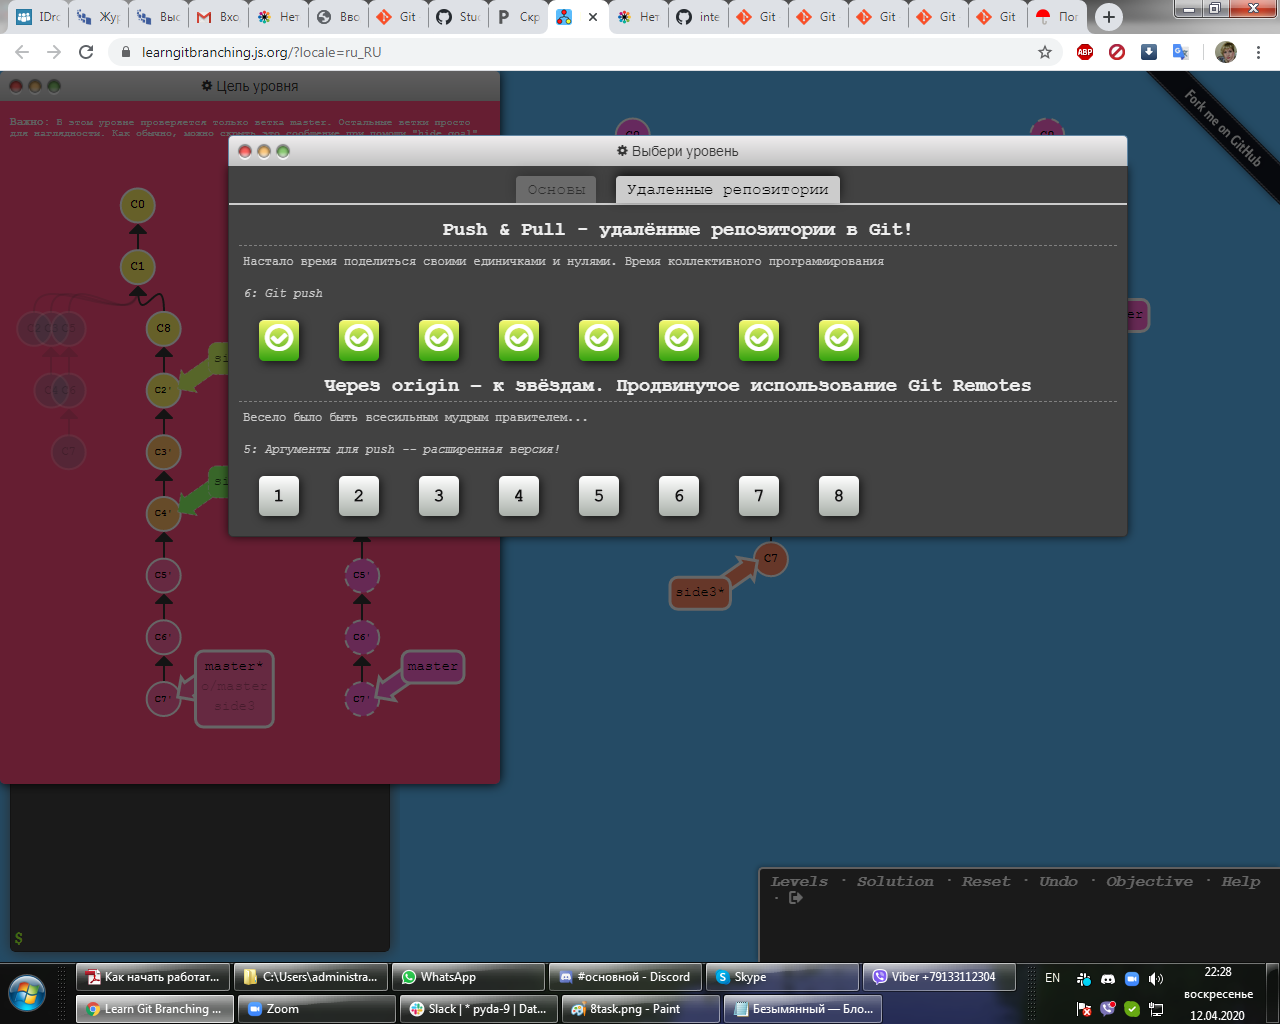 IDro
Жур
Выс
Вхо
Нет
Вво
Git
Stud
Скр
Нет
inte
Git
Git
Git
Git
Git
Пог
learngitbranching.js.org/?locale=ru_RU
ABP
Цель уровня
Важно: В этом уровне проверяется только ветка master. Остальные ветки просто
для наглядности. Как обычно, можно скрыть это сообщение при помощи "hide goal"
Fork me on GitHub
Выбери уровень
Основы
Удаленные репозитории
Push & Pull - удалённые репозитории в Git!
Настало время поделиться своими единичками и нулями. Время коллективного программирования
6: Git push
Через origin – к звёздам. Продвинутое использование Git Remotes
Весело было быть всесильным мудрым правителем...
5: Аргументы для push -- расширенная версия!
1 2 3 4 5 6 7 8
C0
C1
C8
C2'
C3'
C7
C4'
C5'
C5'
C6'
C6'
C7'
C7'
master*
o/master
side3
master
C7
side3*
Levels · Solution · Reset · Undo · Objective · Help
·
$
Как начать работат...
C:\Users\administra...
WhatsApp
#основной - Discord
Skype
Viber +79133112304
Learn Git Branching ...
Zoom
Slack | * pyda-9 | Dat...
8task.png - Paint
Безымянный — Бло...
EN
22:28
воскресенье
12.04.2020